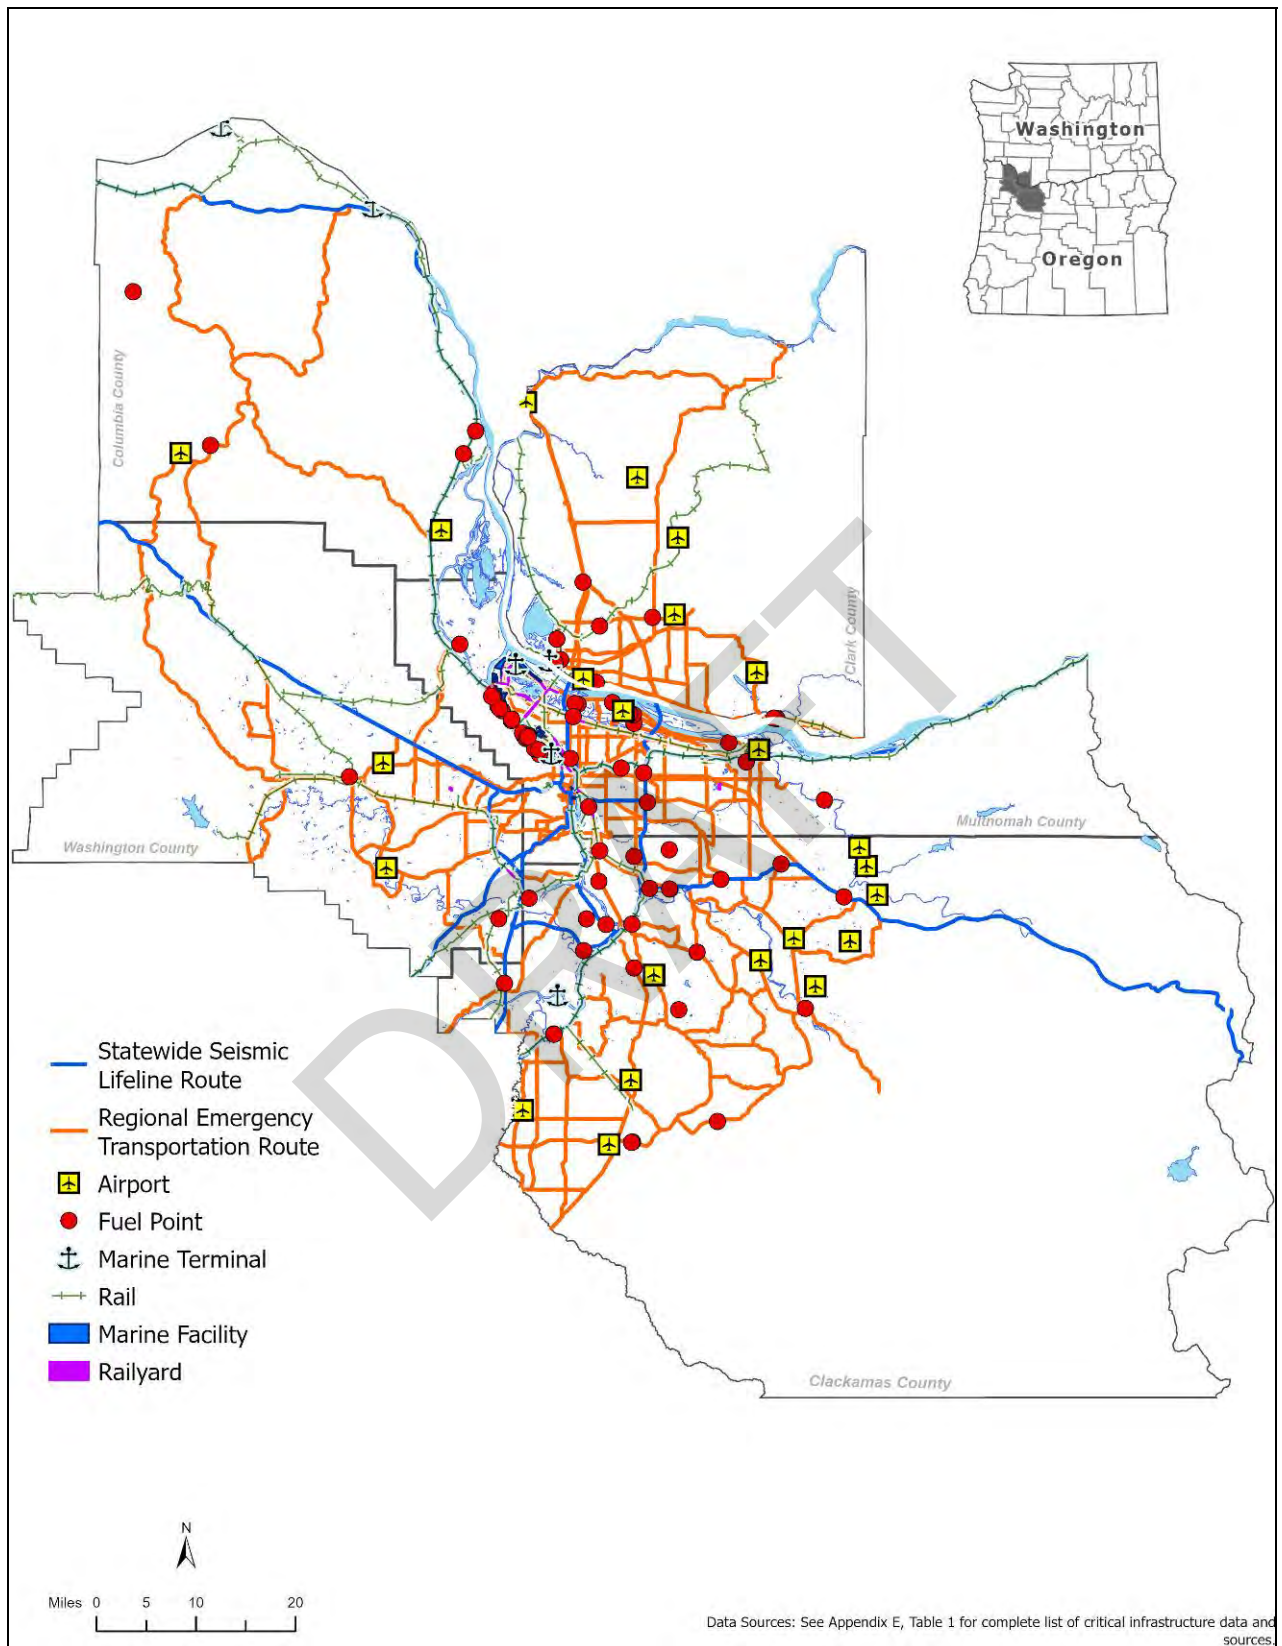 Washington
Oregon
Columbia County
Clark County
Multnomah County
Washington County
DRAFT
Statewide Seismic
Lifeline Route
Regional Emergency
Transportation Route
Airport
Fuel Point
Marine Terminal
Rail
Marine Facility
Railyard
Clackamas County
N
Miles 0 5 10 20
Data Sources: See Appendix E, Table 1 for complete list of critical infrastructure data and
sources.